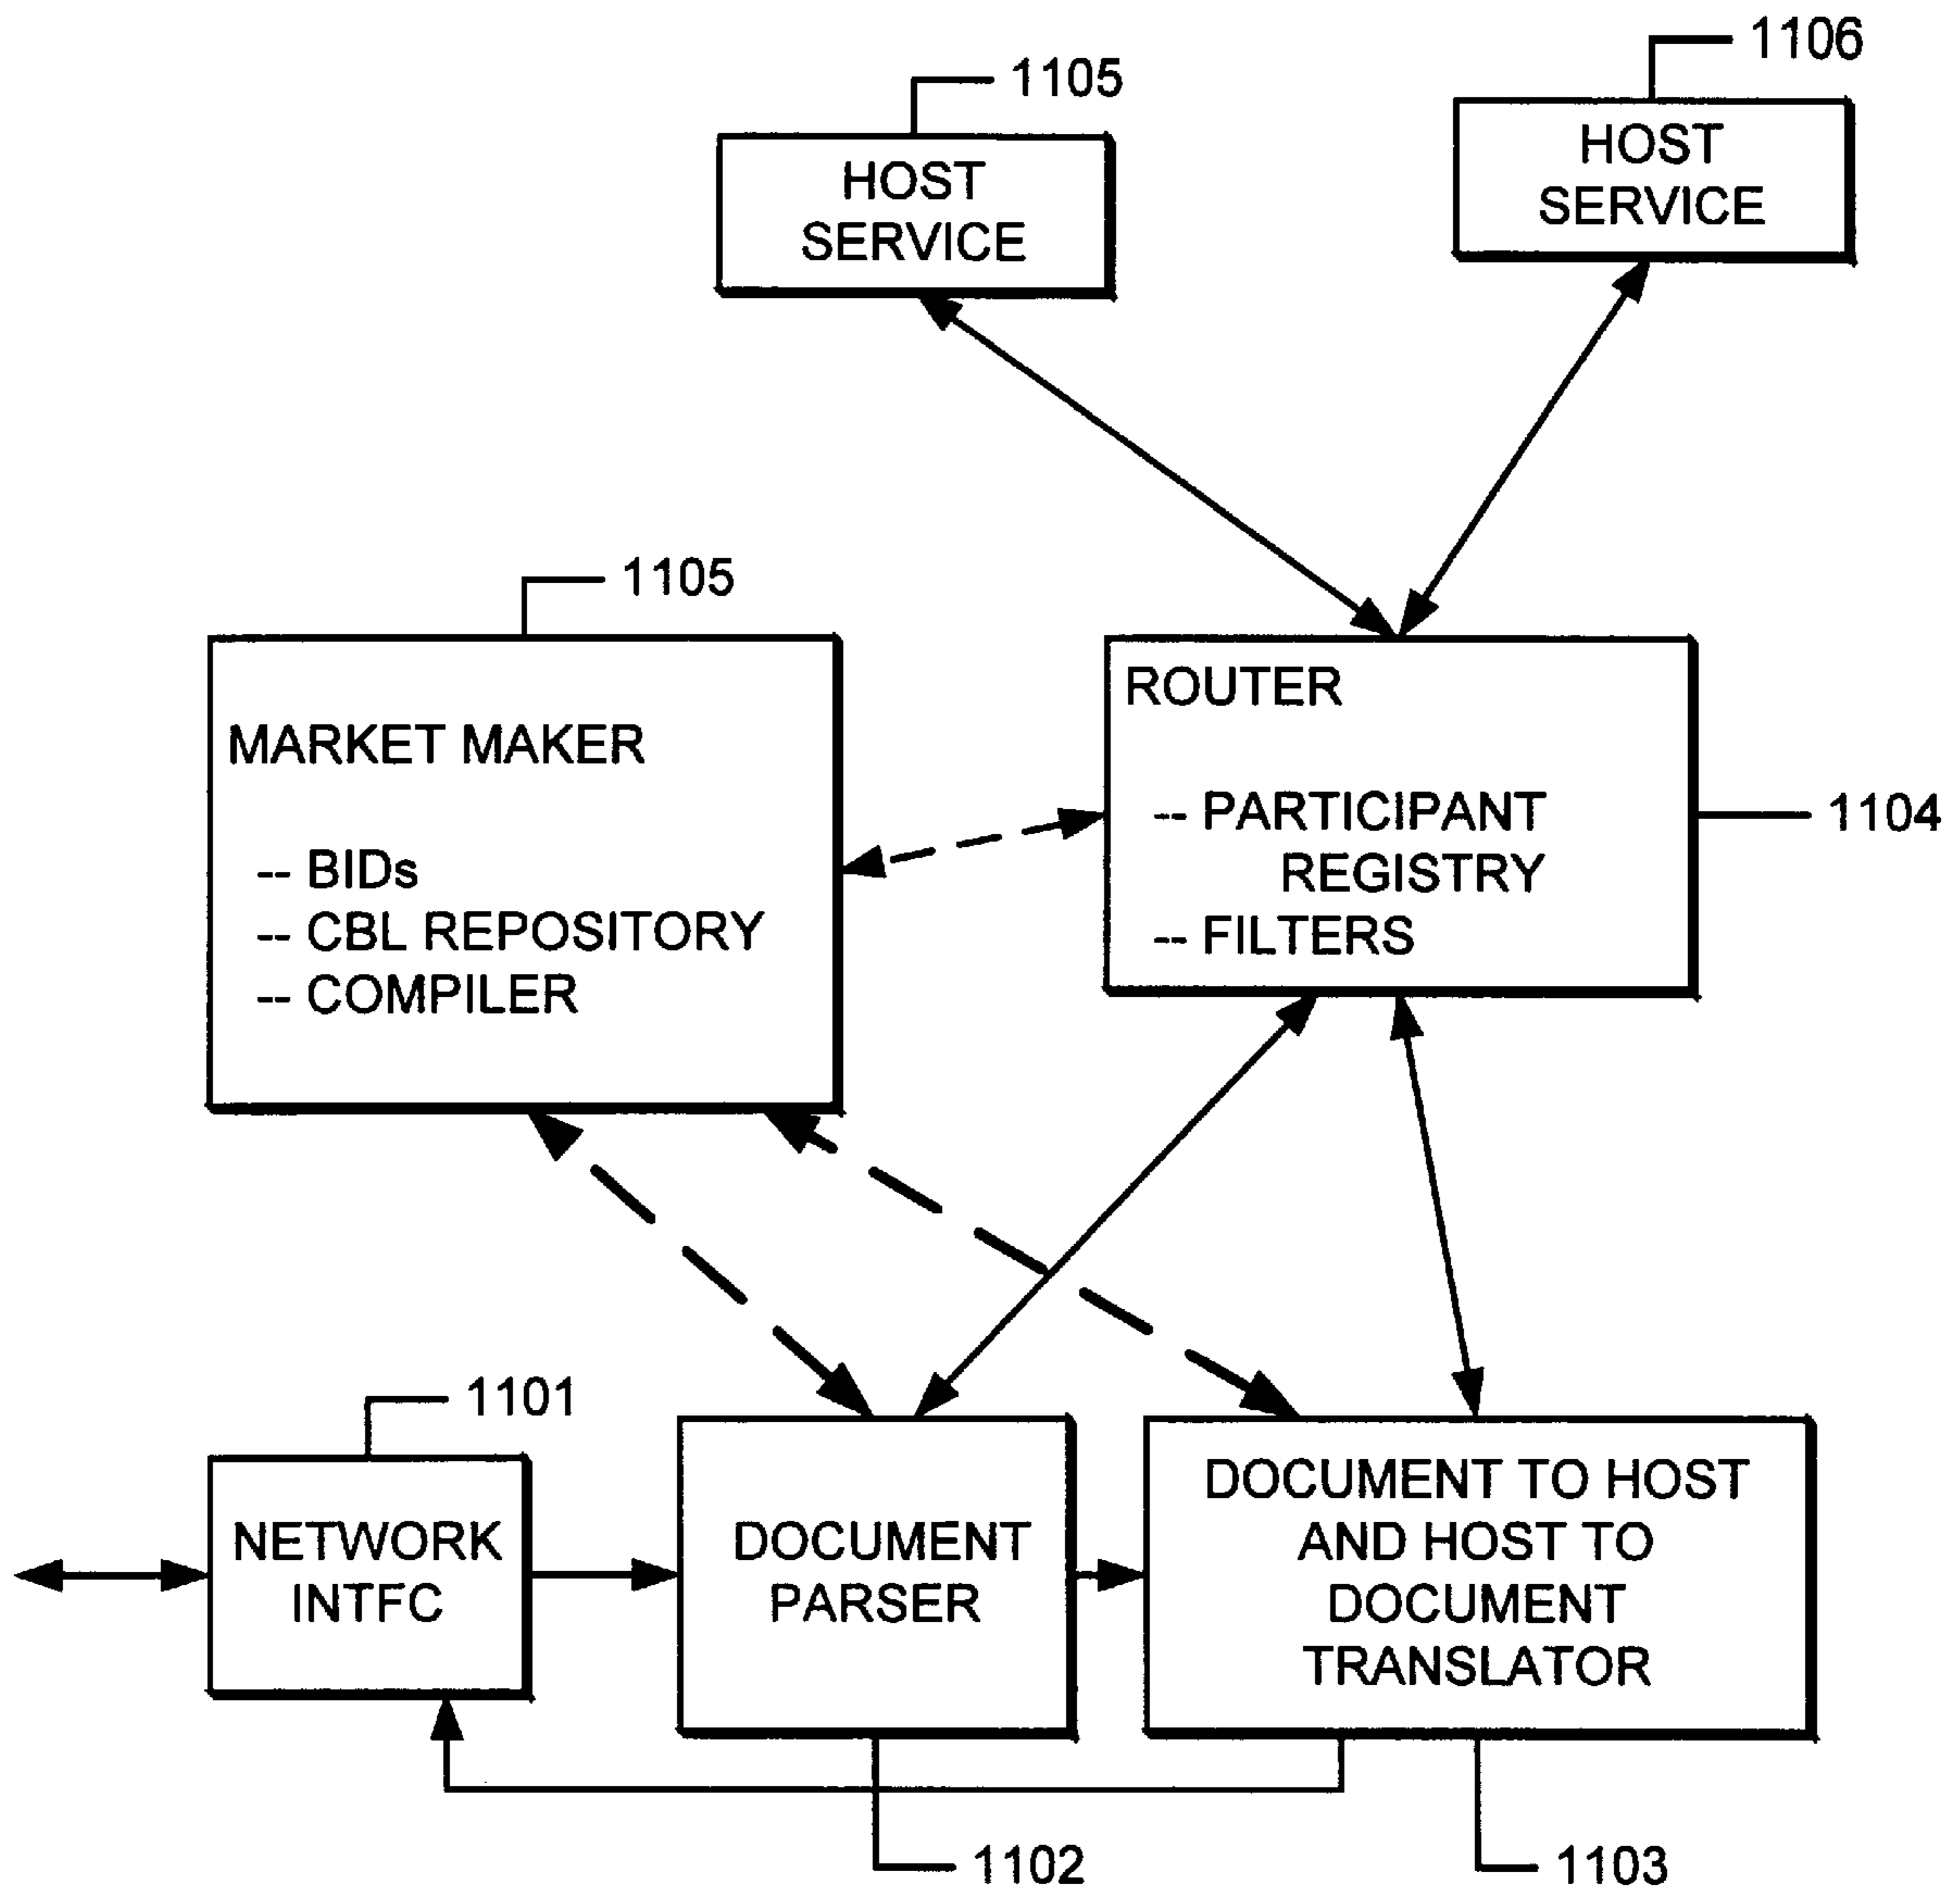 1106
1105
HOST
SERVICE
HOST
SERVICE
1105
MARKET MAKER
-- BIDs
-- CBL REPOSITORY
-- COMPILER
ROUTER
-- PARTICIPANT
REGISTRY
-- FILTERS
1104
1101
NETWORK
INTFC
DOCUMENT
PARSER
DOCUMENT TO HOST
AND HOST TO
DOCUMENT
TRANSLATOR
1102
1103